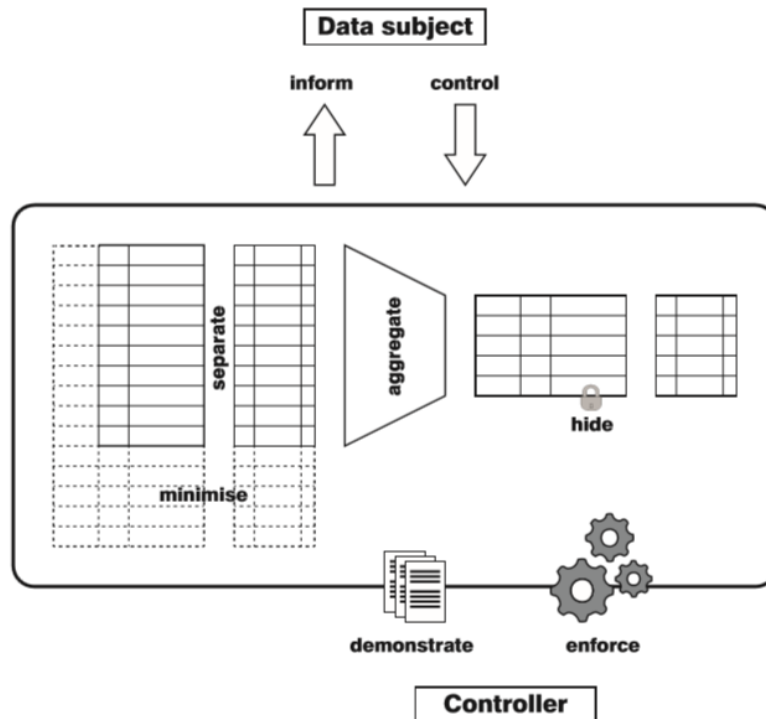 Data subject
inform
control
separate
aggregate
hide
minimise
demonstrate
enforce
Controller